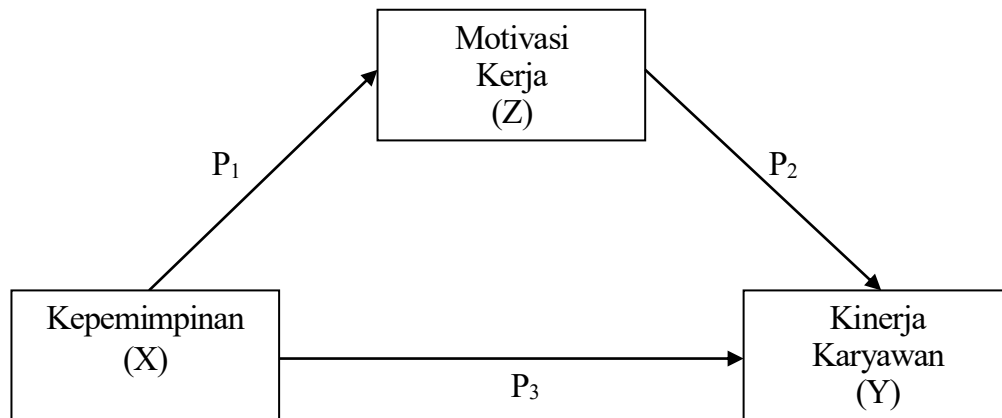 Motivasi
Kerja
(Z)
P₁
P₂
Kepemimpinan
(X)
Kinerja
Karyawan
(Y)
P₃